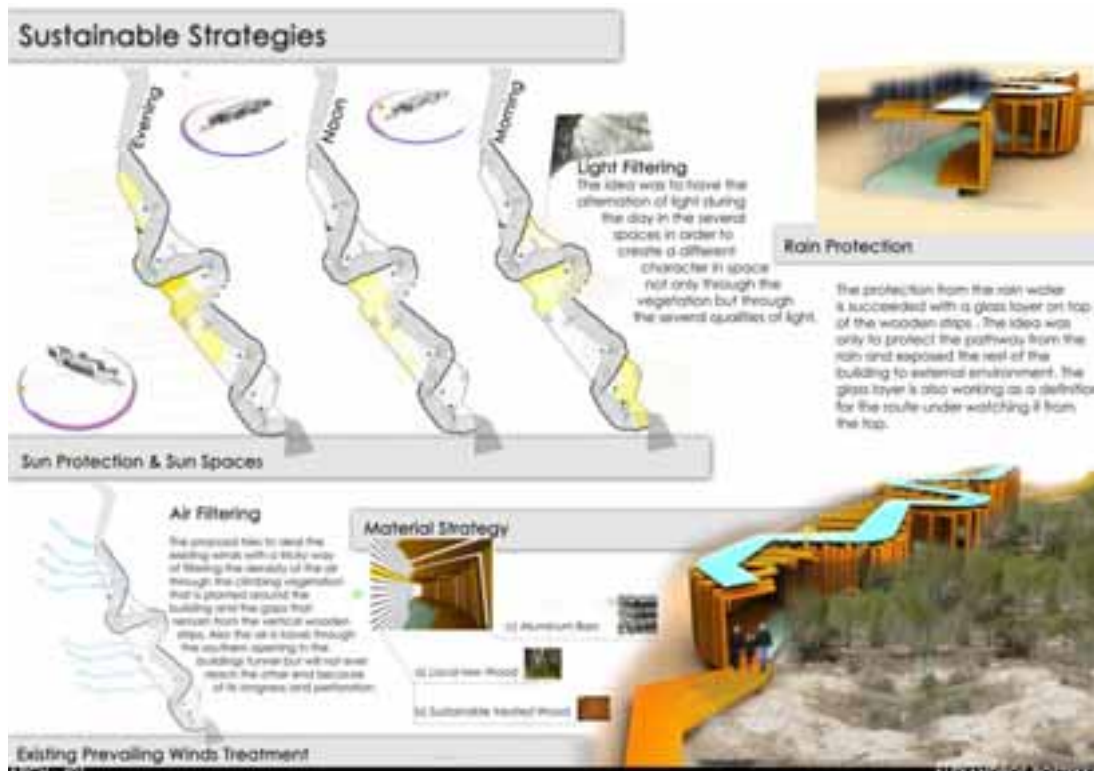 Sustainable Strategies
Evening
Noon
Morning
Light Filtering
The idea was to have the
alternation of light during
the day in the several
spaces in order to
create a different
character in space
not only through the
vegetation but through
the several qualities of light.
Rain Protection
The protection from the rain water
is succeeded with a glass layer on top
of the wooden strips . The idea was
only to protect the pathway from the
rain and exposed the rest of the
building to external environment. The
glass layer is also working as a definition
for the route under watching it from
the top.
Sun Protection & Sun Spaces
Air Filtering
The proposal tries to deal the
existing winds with a tricky way
of filtering the density of the air
through the climbing vegetation
that is planted around the
building and the gaps that
remain from the vertical wooden
strips. Also the air is travel through
the southern opening to the
buildings tunnel but will not ever
reach the other end because
of its longness and perforation
Material Strategy
c) Aluminum Bars
a) Local tree Wood
b) Sustainable Treated Wood
Existing Prevailing Winds Treatment